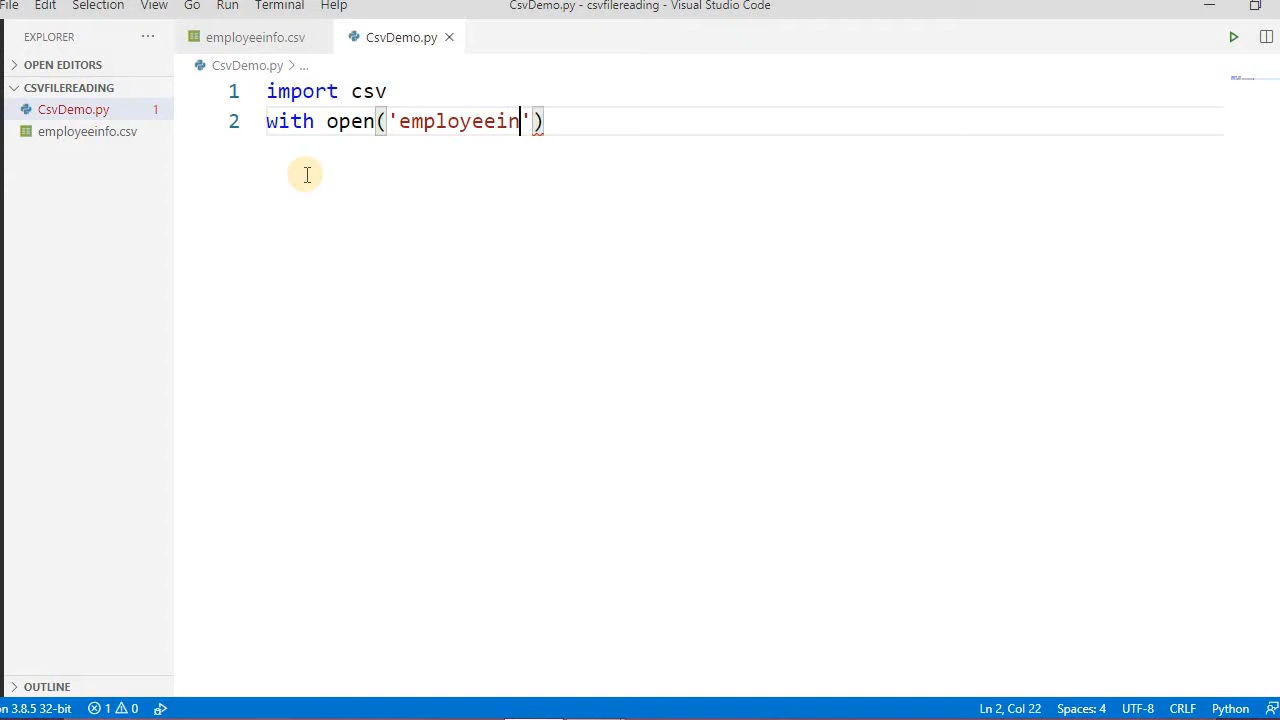 File Edit Selection View Go Run Terminal Help CsvDemo.py - csvfilereading - Visual Studio Code
EXPLORER ···
employeeinfo.csv CsvDemo.py
OPEN EDITORS
CsvDemo.py > ...
CSVFILEREADING
CsvDemo.py 1
employeeinfo.csv
1 import csv
2 with open('employeein')
OUTLINE
n 3.8.5 32-bit 1 0 Ln 2, Col 22 Spaces: 4 UTF-8 CRLF Python